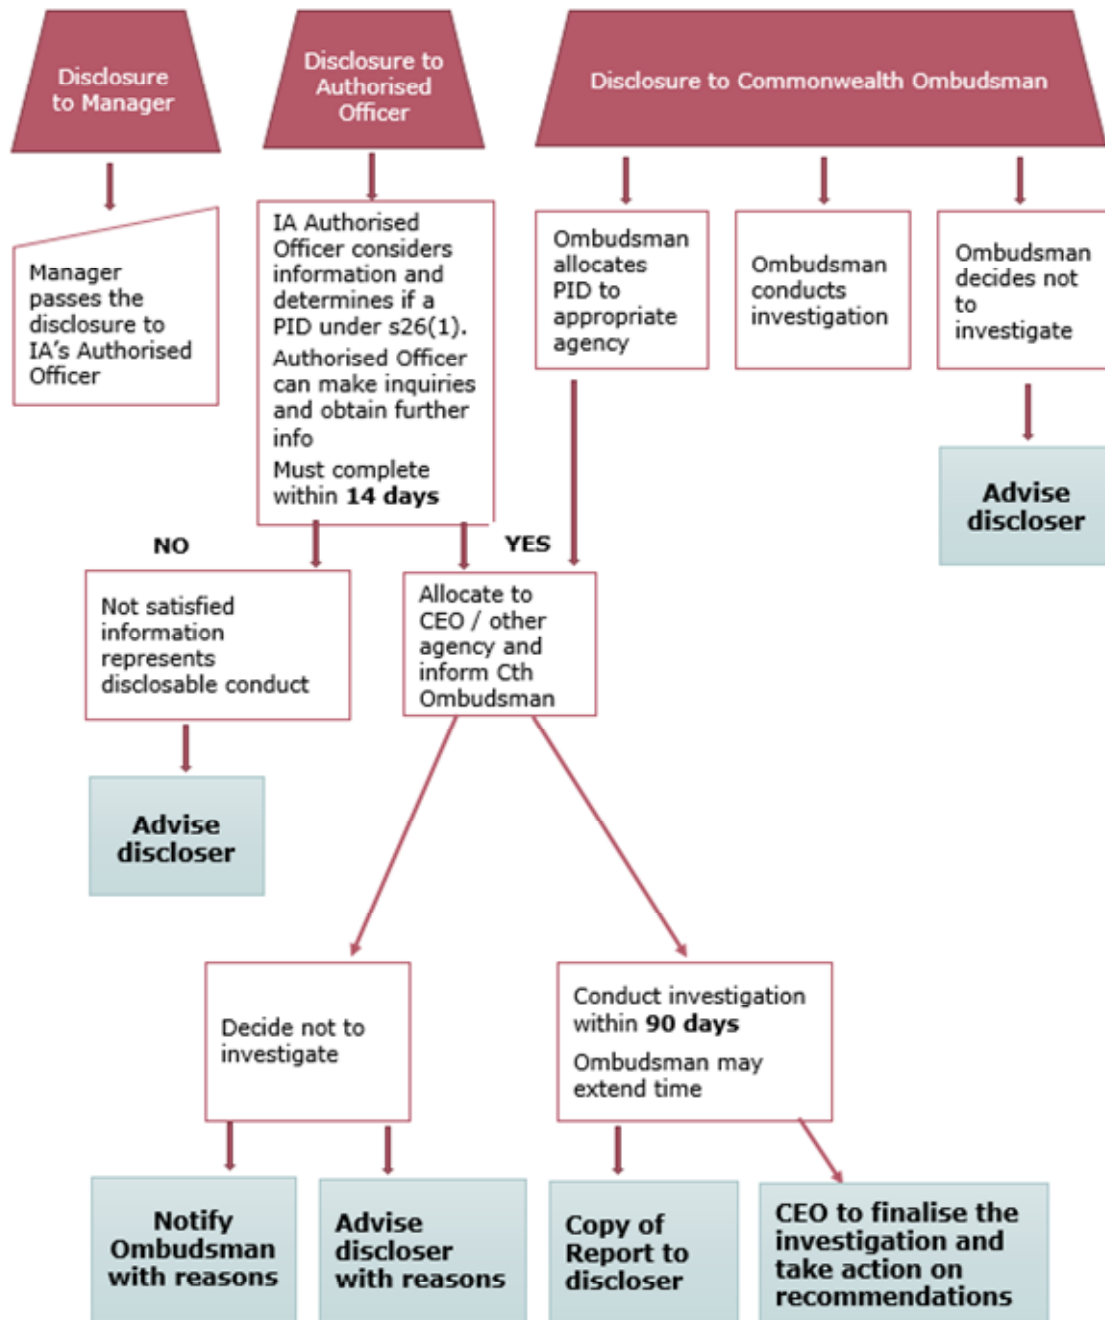 Disclosure
to Manager
Disclosure to
Authorised
Officer
Disclosure to Commonwealth Ombudsman
Manager
passes the
disclosure to
IA's Authorised
Officer
IA Authorised
Officer considers
information and
determines if a
PID under s26(1).
Authorised Officer
can make inquiries
and obtain further
info
Must complete
within 14 days
Ombudsman
allocates
PID to
appropriate
agency
Ombudsman
conducts
investigation
Ombudsman
decides not
to
investigate
Advise
discloser
NO
YES
Not satisfied
information
represents
disclosable conduct
Allocate to
CEO / other
agency and
inform Cth
Ombudsman
Advise
discloser
Decide not to
investigate
Conduct investigation
within 90 days
Ombudsman may
extend time
Notify
Ombudsman
with reasons
Advise
discloser
with reasons
Copy of
Report to
discloser
CEO to finalise the
investigation and
take action on
recommendations